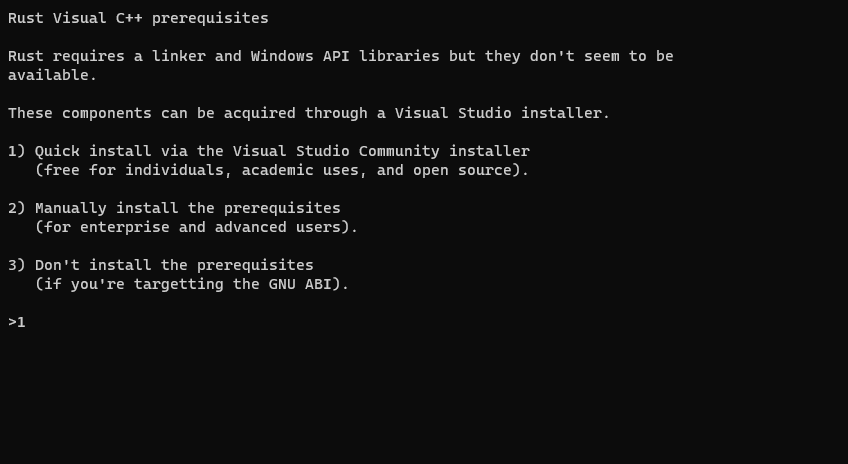 Rust Visual C++ prerequisites
Rust requires a linker and Windows API libraries but they don't seem to be
available.
These components can be acquired through a Visual Studio installer.
1) Quick install via the Visual Studio Community installer
(free for individuals, academic uses, and open source).
2) Manually install the prerequisites
(for enterprise and advanced users).
3) Don't install the prerequisites
(if you're targetting the GNU ABI).
>1